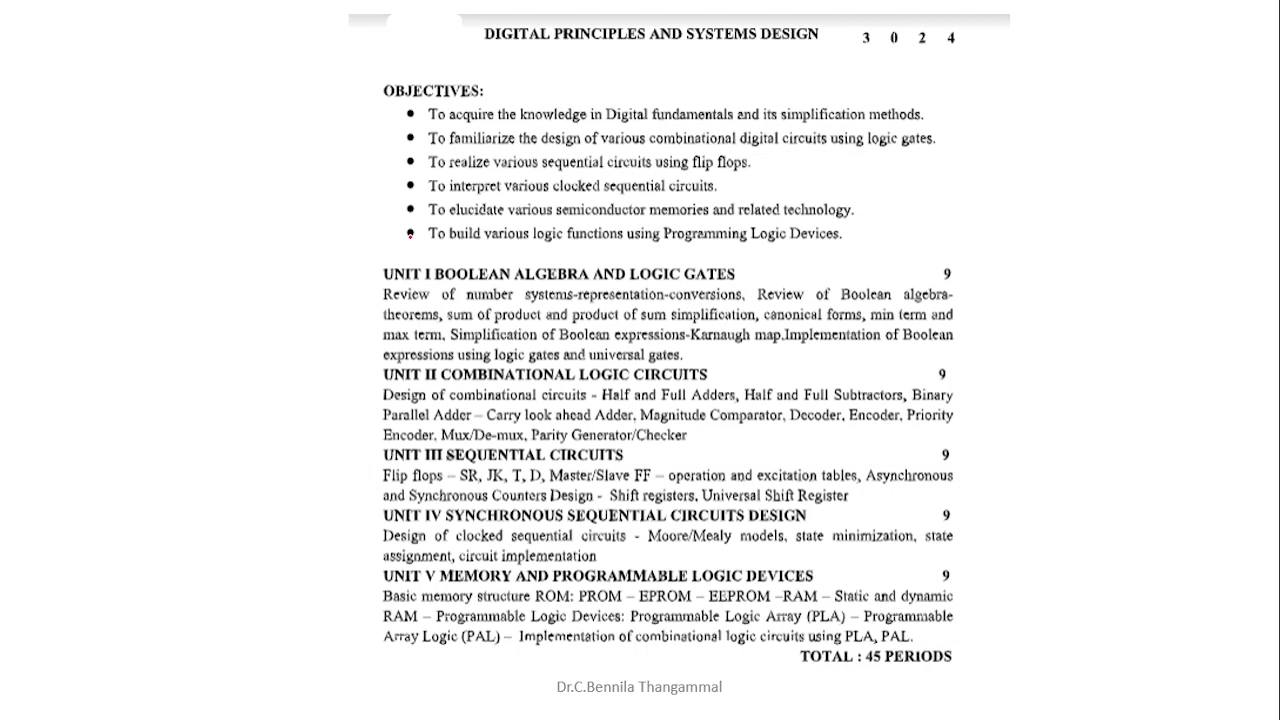 DIGITAL PRINCIPLES AND SYSTEMS DESIGN 3 0 2 4
OBJECTIVES:
● To acquire the knowledge in Digital fundamentals and its simplification methods.
● To familiarize the design of various combinational digital circuits using logic gates.
● To realize various sequential circuits using flip flops.
● To interpret various clocked sequential circuits.
● To elucidate various semiconductor memories and related technology.
● To build various logic functions using Programming Logic Devices.
UNIT I BOOLEAN ALGEBRA AND LOGIC GATES 9
Review of number systems-representation-conversions, Review of Boolean algebra-
theorems, sum of product and product of sum simplification, canonical forms, min term and
max term, Simplification of Boolean expressions-Karnaugh map,Implementation of Boolean
expressions using logic gates and universal gates.
UNIT II COMBINATIONAL LOGIC CIRCUITS 9
Design of combinational circuits - Half and Full Adders, Half and Full Subtractors, Binary
Parallel Adder – Carry look ahead Adder, Magnitude Comparator, Decoder, Encoder, Priority
Encoder, Mux/De-mux, Parity Generator/Checker
UNIT III SEQUENTIAL CIRCUITS 9
Flip flops – SR, JK, T, D, Master/Slave FF – operation and excitation tables, Asynchronous
and Synchronous Counters Design - Shift registers, Universal Shift Register
UNIT IV SYNCHRONOUS SEQUENTIAL CIRCUITS DESIGN 9
Design of clocked sequential circuits - Moore/Mealy models, state minimization, state
assignment, circuit implementation
UNIT V MEMORY AND PROGRAMMABLE LOGIC DEVICES 9
Basic memory structure ROM: PROM – EPROM – EEPROM –RAM – Static and dynamic
RAM – Programmable Logic Devices: Programmable Logic Array (PLA) – Programmable
Array Logic (PAL) – Implementation of combinational logic circuits using PLA, PAL.
TOTAL : 45 PERIODS
Dr.C.Bennila Thangammal